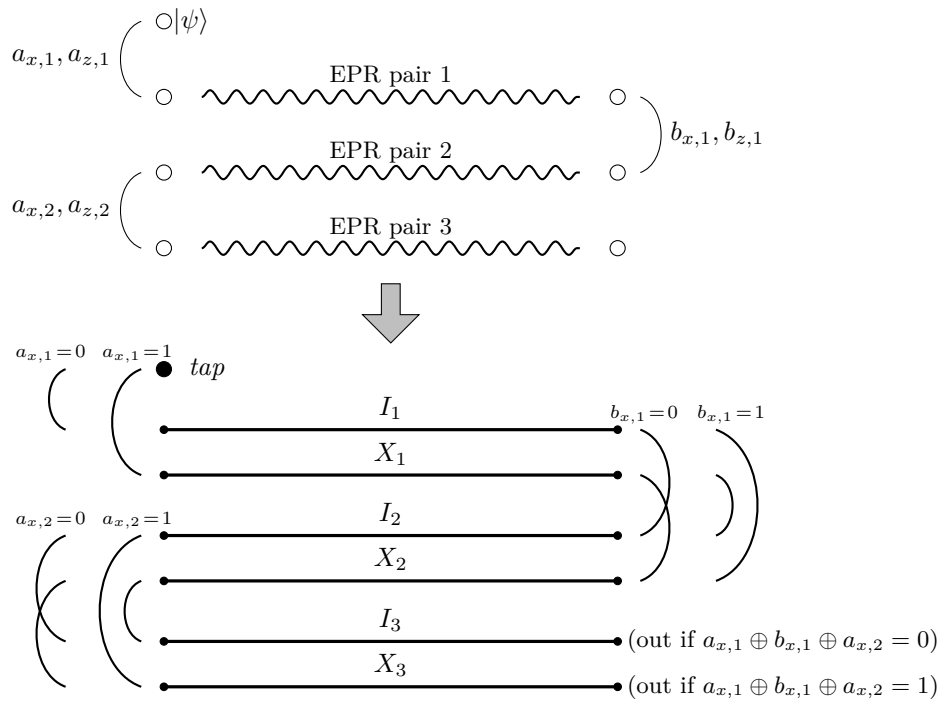 |ψ⟩
a_{x,1}, a_{z,1}
EPR pair 1
b_{x,1}, b_{z,1}
EPR pair 2
a_{x,2}, a_{z,2}
EPR pair 3
a_{x,1}=0 a_{x,1}=1
tap
I_1
b_{x,1}=0 b_{x,1}=1
X_1
a_{x,2}=0 a_{x,2}=1
I_2
X_2
I_3
(out if a_{x,1} ⊕ b_{x,1} ⊕ a_{x,2} = 0)
X_3
(out if a_{x,1} ⊕ b_{x,1} ⊕ a_{x,2} = 1)